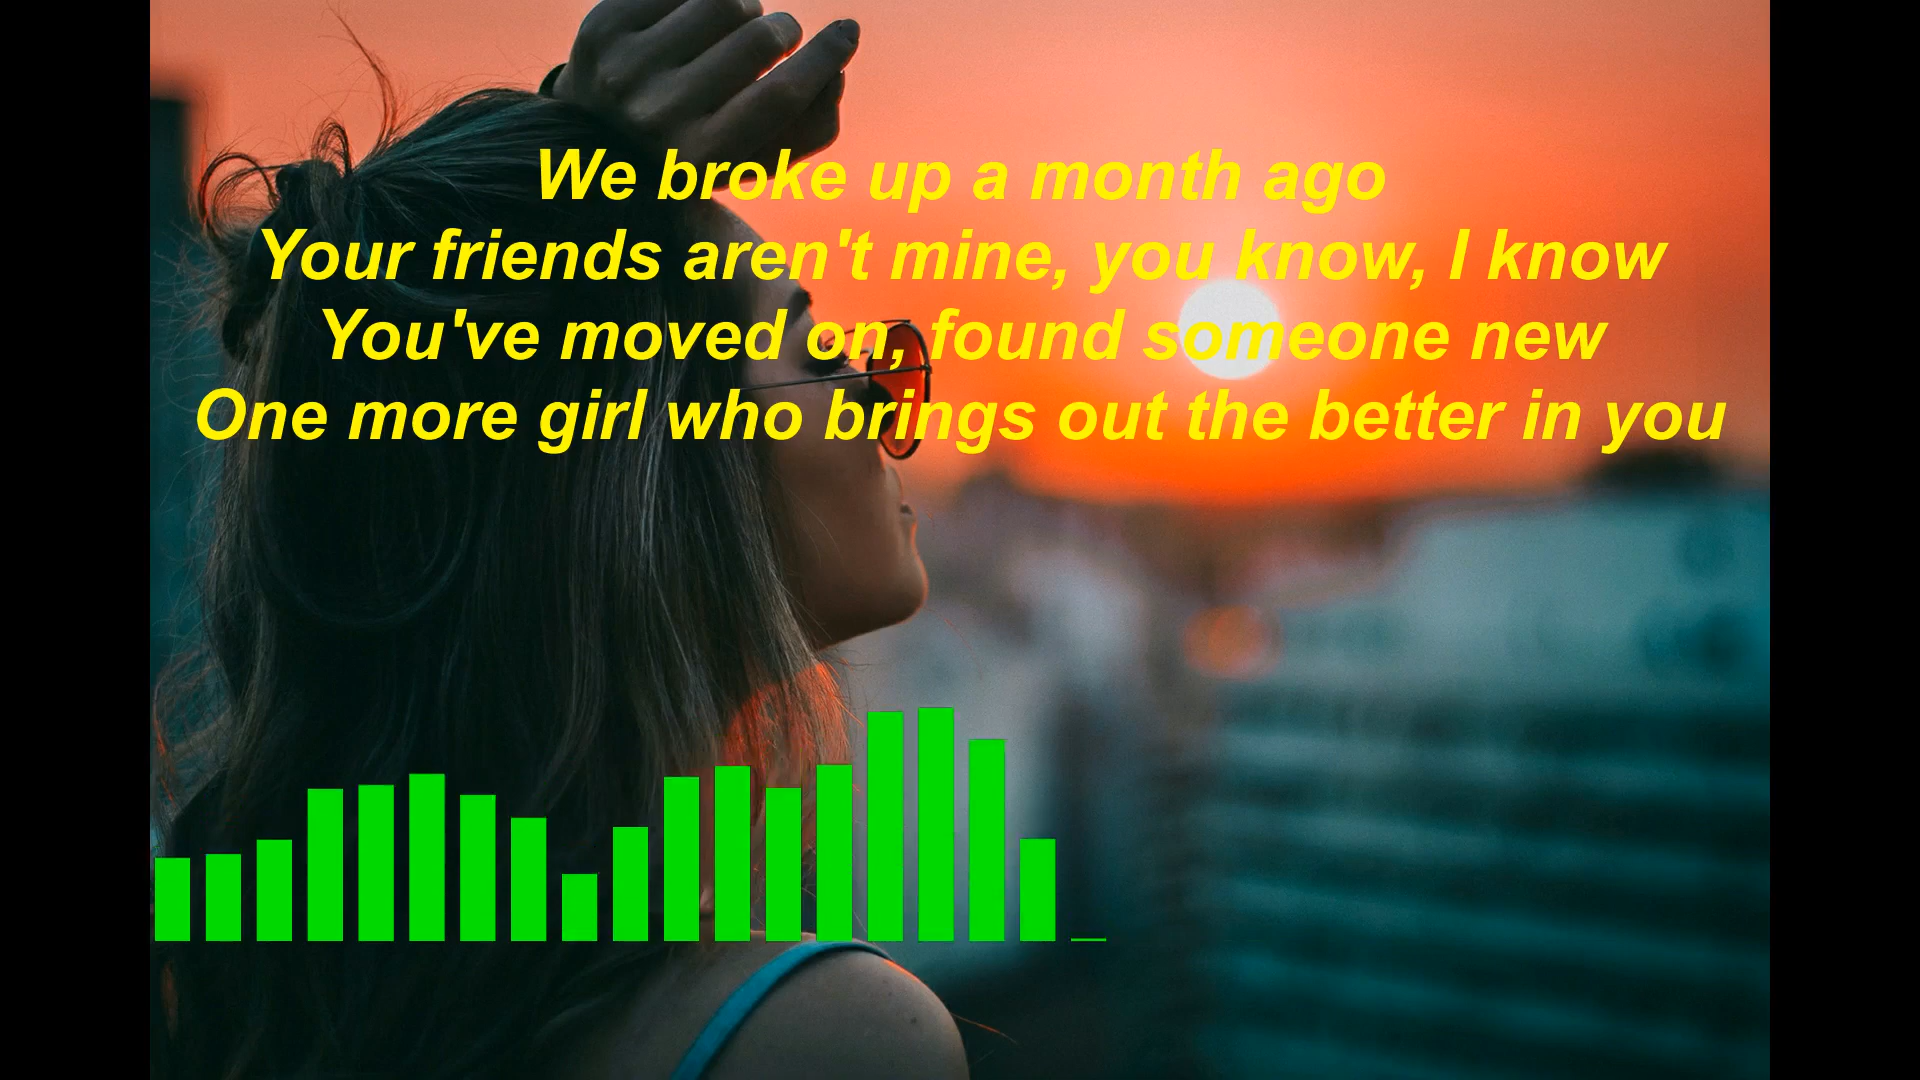 We broke up a month ago
Your friends aren't mine, you know, I know
You've moved on, found someone new
One more girl who brings out the better in you